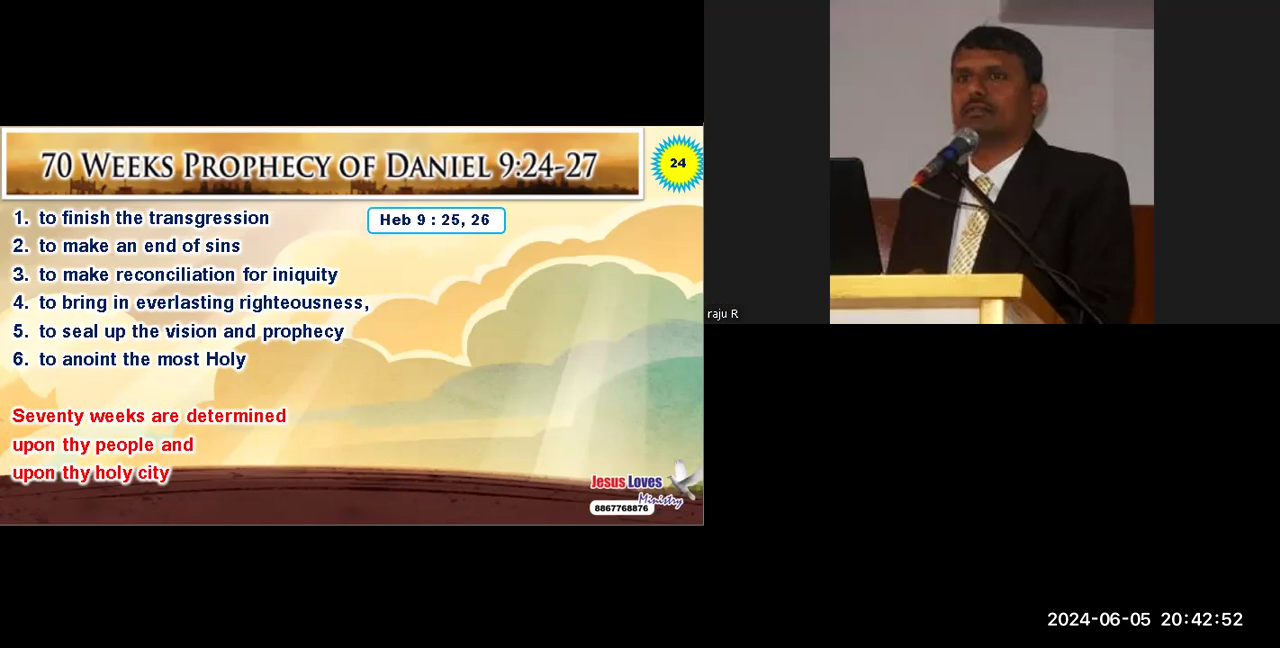 70 WEEKS PROPHECY OF DANIEL 9:24-27
24
1. to finish the transgression
Heb 9 : 25, 26
2. to make an end of sins
3. to make reconciliation for iniquity
4. to bring in everlasting righteousness,
5. to seal up the vision and prophecy
6. to anoint the most Holy
Seventy weeks are determined
upon thy people and
upon thy holy city
Jesus Loves
Ministry
8867768876
raju R
2024-06-05 20:42:52